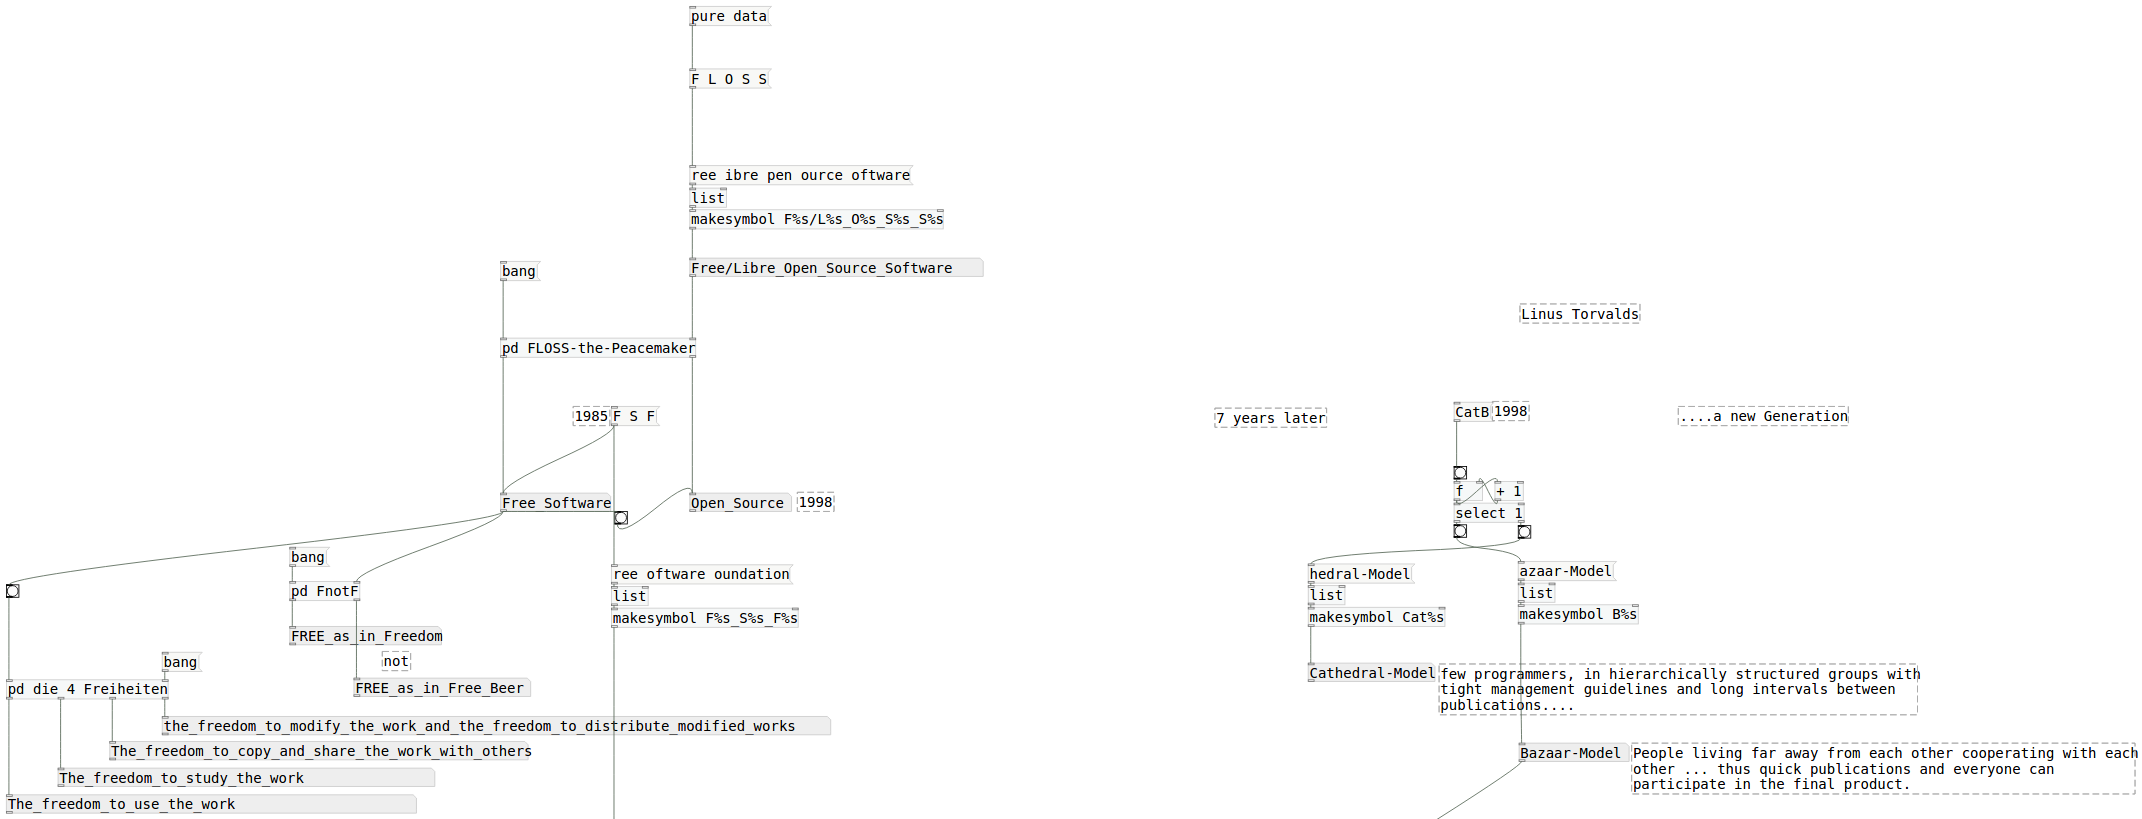 pure data
F L O S S
ree ibre pen ource oftware
list
makesymbol F%s/L%s_O%s_S%s_S%s
Free/Libre_Open_Source_Software
bang
pd FLOSS-the-Peacemaker
1985
F S F
Free_Software
Open_Source
1998
bang
pd FnotF
FREE_as_in_Freedom
not
FREE_as_in_Free_Beer
ree oftware oundation
list
makesymbol F%s_S%s_F%s
bang
pd die 4 Freiheiten
the_freedom_to_modify_the_work_and_the_freedom_to_distribute_modified_works
The_freedom_to_copy_and_share_the_work_with_others
The_freedom_to_study_the_work
The_freedom_to_use_the_work
Linus Torvalds
7 years later
CatB
1998
....a new Generation
f
+ 1
select 1
hedral-Model
list
makesymbol Cat%s
azaar-Model
list
makesymbol B%s
Cathedral-Model
few programmers, in hierarchically structured groups with
tight management guidelines and long intervals between
publications....
Bazaar-Model
People living far away from each other cooperating with each
other ... thus quick publications and everyone can
participate in the final product.